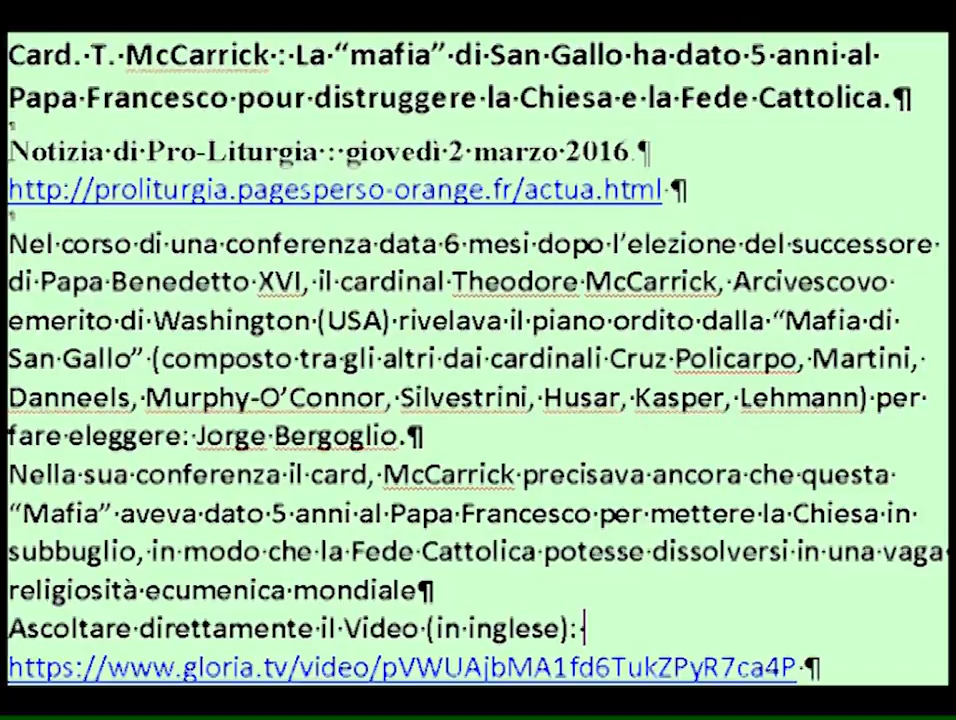 Card. T. McCarrick : La “mafia” di San Gallo ha dato 5 anni al
Papa Francesco pour distruggere la Chiesa e la Fede Cattolica.¶
¶
Notizia di Pro-Liturgia : giovedì 2 marzo 2016.¶
http://proliturgia.pagesperso-orange.fr/actua.html ¶
¶
Nel corso di una conferenza data 6 mesi dopo l’elezione del successore
di Papa Benedetto XVI, il cardinal Theodore McCarrick, Arcivescovo
emerito di Washington (USA) rivelava il piano ordito dalla “Mafia di
San Gallo” (composto tra gli altri dai cardinali Cruz Policarpo, Martini,
Danneels, Murphy-O’Connor, Silvestrini, Husar, Kasper, Lehmann) per
fare eleggere: Jorge Bergoglio.¶
Nella sua conferenza il card, McCarrick precisava ancora che questa
“Mafia” aveva dato 5 anni al Papa Francesco per mettere la Chiesa in
subbuglio, in modo che la Fede Cattolica potesse dissolversi in una vaga
religiosità ecumenica mondiale¶
Ascoltare direttamente il Video (in inglese):
https://www.gloria.tv/video/pVWUAjbMA1fd6TukZPyR7ca4P ¶